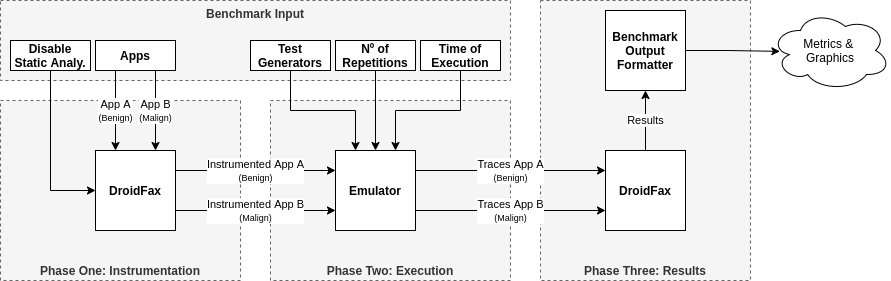 Benchmark Input
Disable
Static Analy.
Apps
Test
Generators
Nº of
Repetitions
Time of
Execution
Benchmark
Output
Formatter
Metrics &
Graphics
App A
(Benign)
App B
(Malign)
Results
DroidFax
Instrumented App A
(Benign)
Instrumented App B
(Malign)
Emulator
Traces App A
(Benign)
Traces App B
(Malign)
DroidFax
Phase One: Instrumentation
Phase Two: Execution
Phase Three: Results